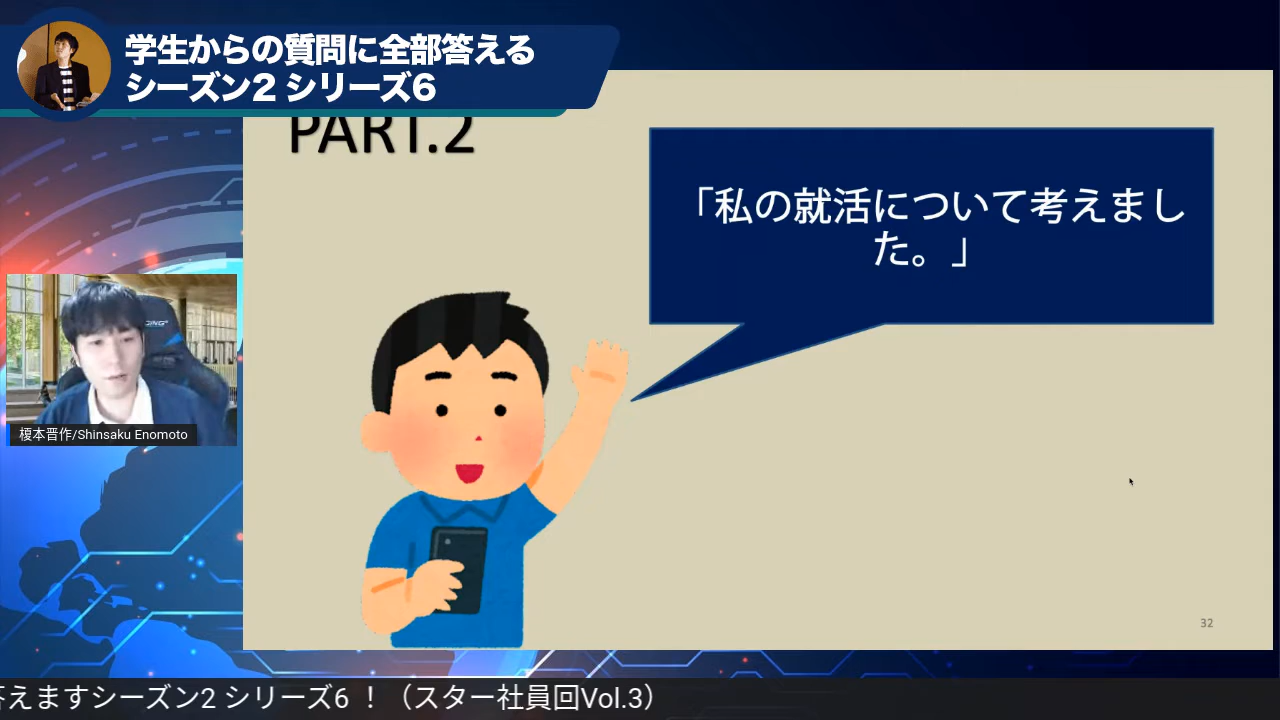 学生からの質問に全部答える
シーズン2 シリーズ6
PART.2
「私の就活について考えまし
た。」
榎本晋作/Shinsaku Enomoto
32
えますシーズン2 シリーズ6 ！（スター社員回Vol.3）